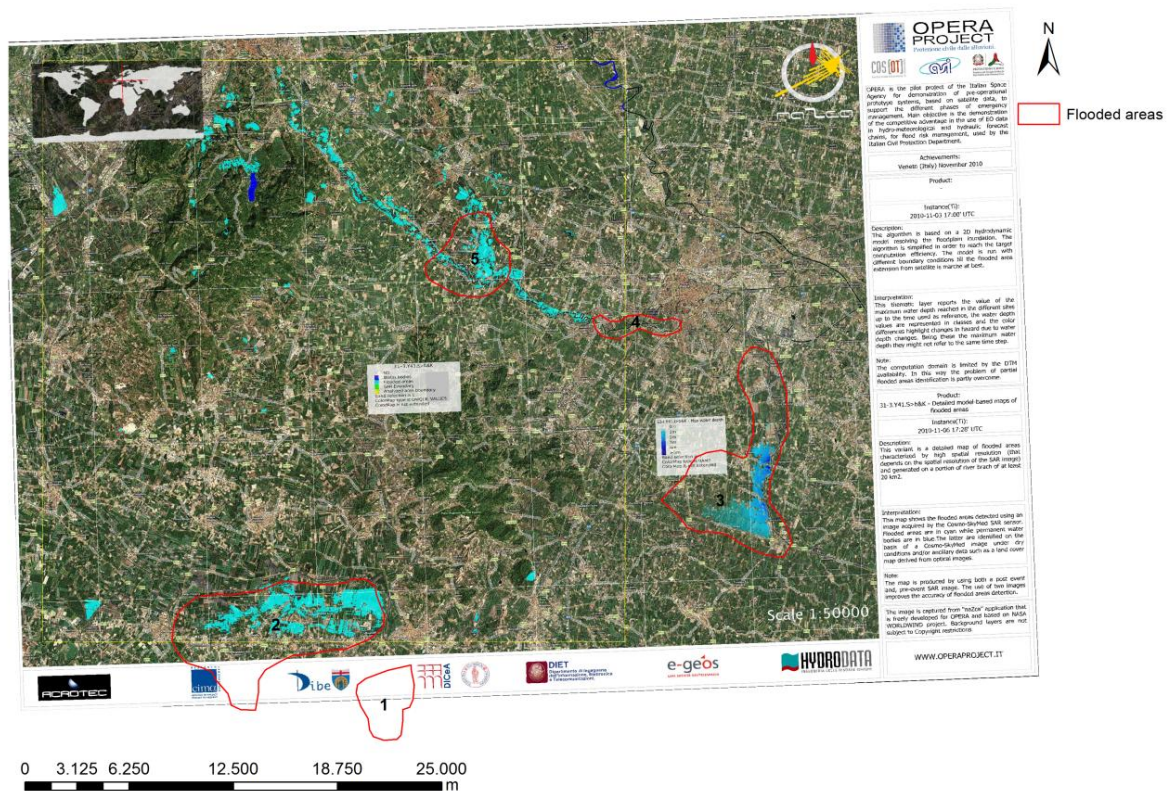 OPERA
PROJECT
Protezione civile dalle alluvioni
COS(OT)
asi
N
Flooded areas
OPERA is the pilot project of the Italian Space
Agency for demonstration of pre-operational
prototype systems, based on satellite data, to
support the different phases of emergency
management. Main objective is the demonstration
of the competitive advantage in the use of EO data
in hydro-meteorological and hydraulic forecast
chains, for flood risk management, used by the
Italian Civil Protection Department.
Achievements:
Veneto (Italy) November 2010
Product:
-
Instance(Ti):
2010-11-03 17:00' UTC
Description:
The algorithm is based on a 2D hydrodynamic
model resolving the floodplain inundation. The
algorithm is simplified in order to reach the target
computation efficiency. The model is run with
different boundary conditions till the flooded area
extension from satellite is matche at best.
Interpretation:
This thematic layer reports the value of the
maximum water depth reached in the different sites
up to the time used as reference, the water depth
values are represented in classes and the color
differences highlight changes in hazard due to water
depth changes. Being these the maximum water
depth they might not refer to the same time step.
Note:
The computation domain is limited by the DTM
availability. In this way the problem of partial
flooded areas identification is partly overcome.
Product:
J1-3.Y41.S>b&K - Detailed model-based maps of
flooded areas
Instance(Ti):
2010-11-06 17:28' UTC
Description:
This variant is a detailed map of flooded areas
characterized by high spatial resolution (that
depends on the spatial resolution of the SAR image)
and generated on a portion of river brach of at least
20 km2.
Interpretation:
This map shows the flooded areas detected using an
image acquired by the Cosmo-SkyMed SAR sensor.
Flooded areas are in cyan while permanent water
bodies are in blue.The latter are identified on the
basis of a Cosmo-SkyMed image under dry
conditions and/or ancillary data such as a land cover
map derived from optical images.
Note:
The map is produced by using both a post event
and, pre-event SAR image. The use of two images
improves the accuracy of flooded areas detection.
The image is captured from "nazca" application that
is freely developed for OPERA and based on NASA
WORLDWIND project. Background layers are not
subject to Copyright restrictions
WWW.OPERAPROJECT.IT
5
4
3
2
1
Scale 1:50000
ACROTEC
cima
Dibe
DICeA
DIET
e-geos
HYDRODATA
0 3.125 6.250 12.500 18.750 25.000
m